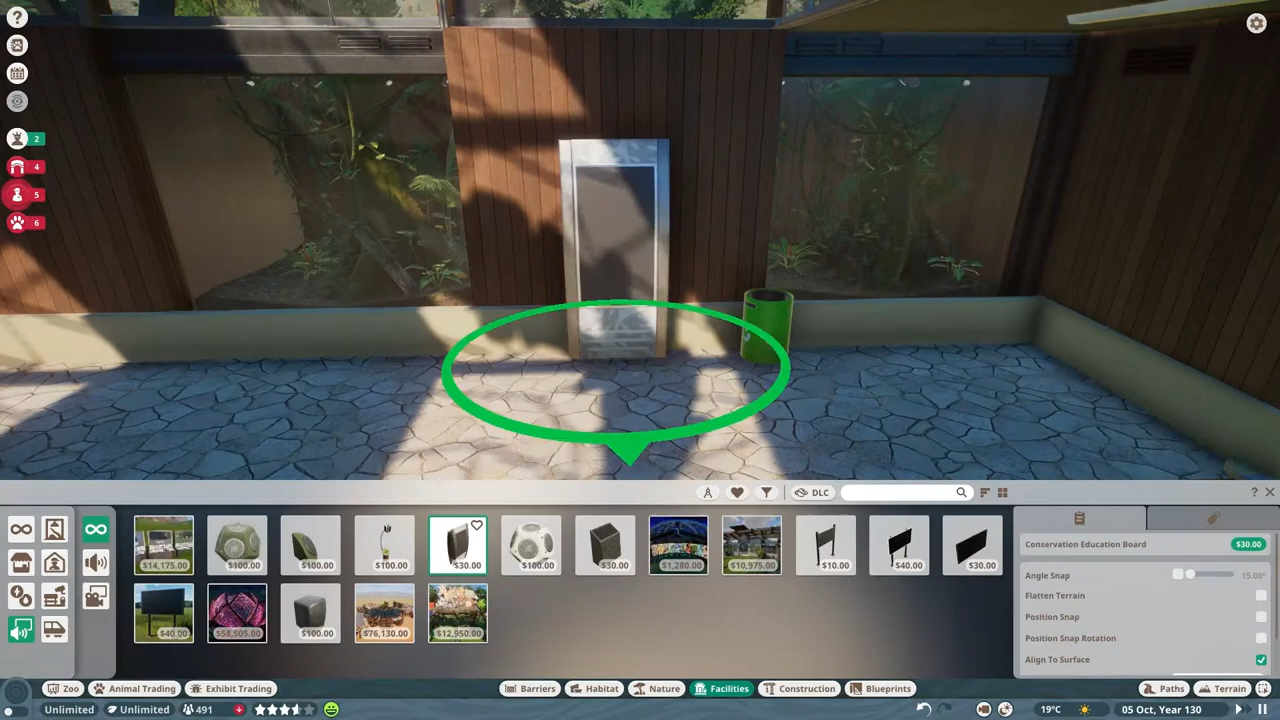 ?
2
4
5
6
DLC
?
$14,175.00
$100.00
$100.00
$100.00
$30.00
$100.00
$30.00
$1,280.00
$10,975.00
$10.00
$40.00
$30.00
$40.00
$58,505.00
$100.00
$76,130.00
$12,950.00
Conservation Education Board $30.00
Angle Snap 15.00°
Flatten Terrain
Position Snap
Position Snap Rotation
Align To Surface
Zoo Animal Trading Exhibit Trading Barriers Habitat Nature Facilities Construction Blueprints Paths Terrain
Unlimited Unlimited 491 19°C 05 Oct, Year 130